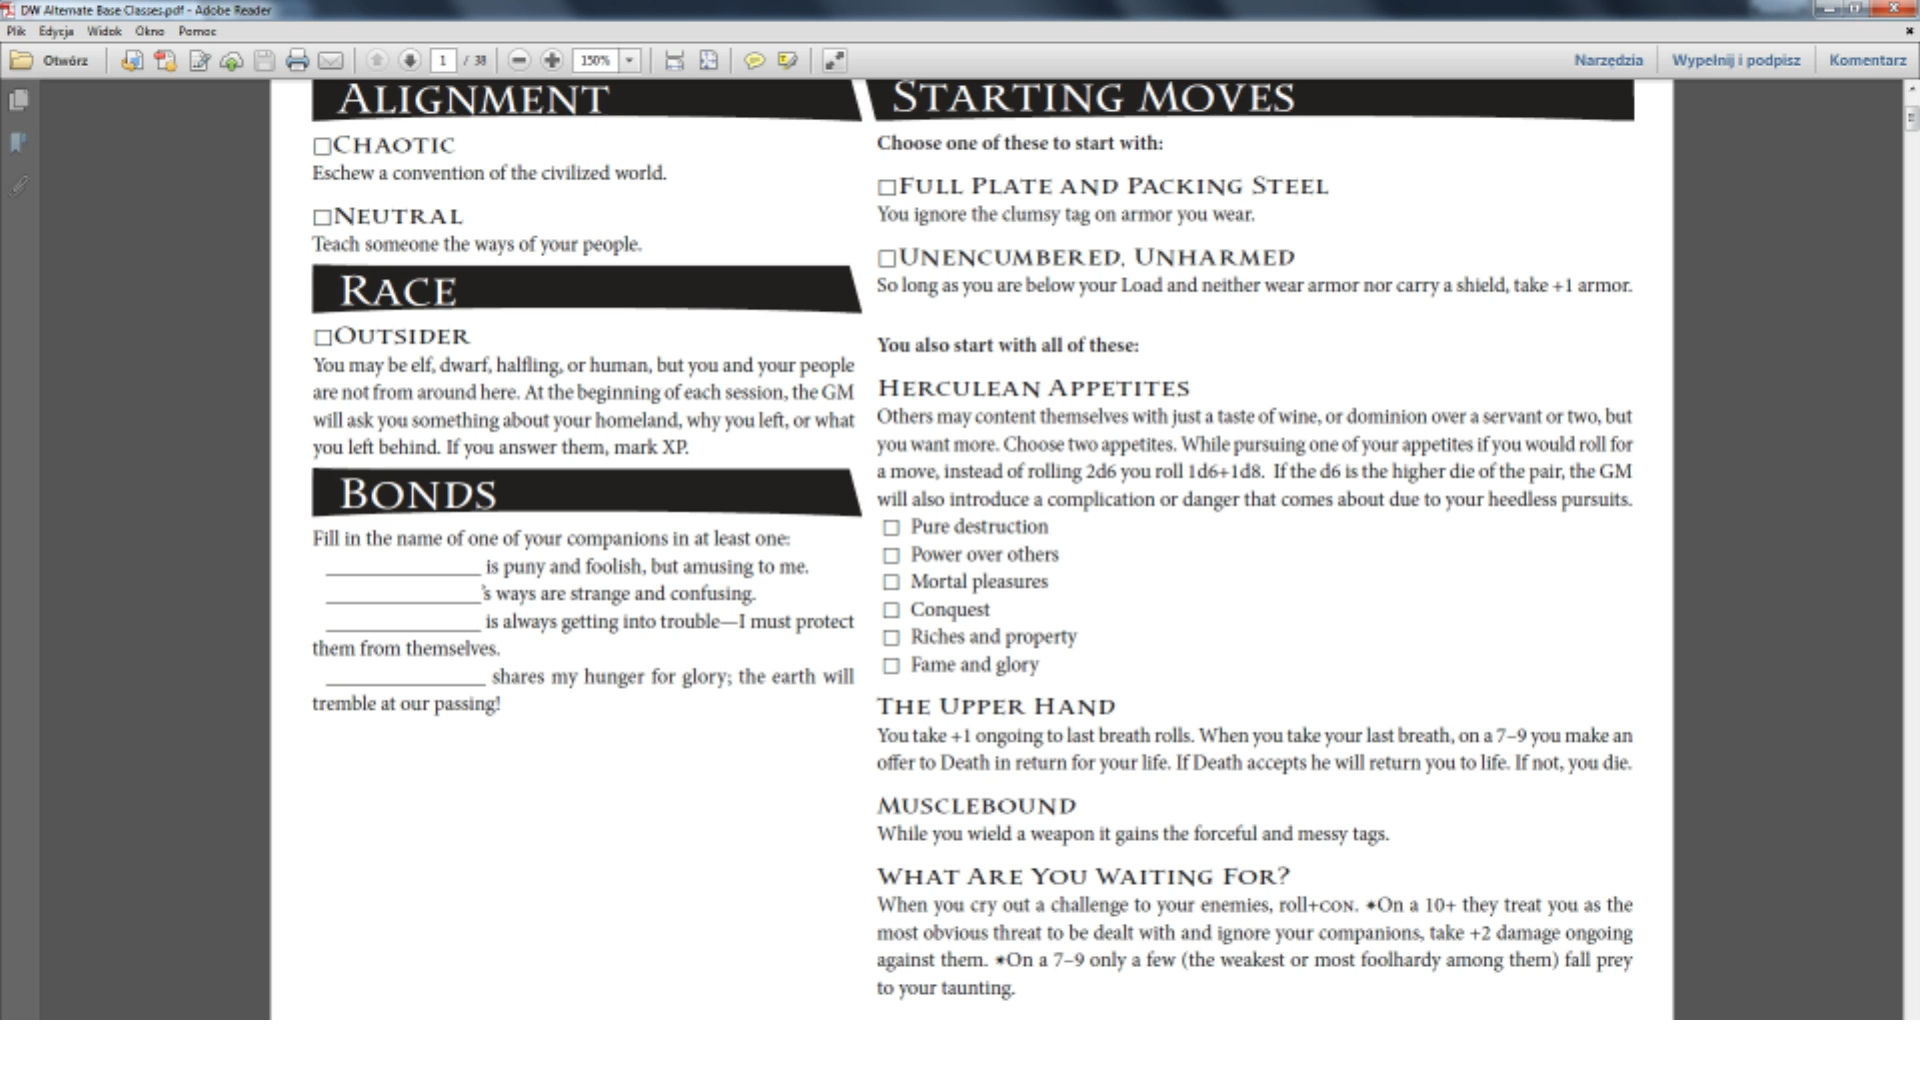 DW Alternate Base Classes.pdf - Adobe Reader
Plik Edycja Widok Okno Pomoc
Otwórz 1 / 38 150% Narzędzia Wypełnij i podpisz Komentarz
ALIGNMENT
CHAOTIC
Eschew a convention of the civilized world.
NEUTRAL
Teach someone the ways of your people.
RACE
OUTSIDER
You may be elf, dwarf, halfling, or human, but you and your people
are not from around here. At the beginning of each session, the GM
will ask you something about your homeland, why you left, or what
you left behind. If you answer them, mark XP.
BONDS
Fill in the name of one of your companions in at least one:
_______________ is puny and foolish, but amusing to me.
_______________'s ways are strange and confusing.
_______________ is always getting into trouble—I must protect
them from themselves.
_______________ shares my hunger for glory; the earth will
tremble at our passing!
STARTING MOVES
Choose one of these to start with:
FULL PLATE AND PACKING STEEL
You ignore the clumsy tag on armor you wear.
UNENCUMBERED, UNHARMED
So long as you are below your Load and neither wear armor nor carry a shield, take +1 armor.
You also start with all of these:
HERCULEAN APPETITES
Others may content themselves with just a taste of wine, or dominion over a servant or two, but
you want more. Choose two appetites. While pursuing one of your appetites if you would roll for
a move, instead of rolling 2d6 you roll 1d6+1d8. If the d6 is the higher die of the pair, the GM
will also introduce a complication or danger that comes about due to your heedless pursuits.
Pure destruction
Power over others
Mortal pleasures
Conquest
Riches and property
Fame and glory
THE UPPER HAND
You take +1 ongoing to last breath rolls. When you take your last breath, on a 7–9 you make an
offer to Death in return for your life. If Death accepts he will return you to life. If not, you die.
MUSCLEBOUND
While you wield a weapon it gains the forceful and messy tags.
WHAT ARE YOU WAITING FOR?
When you cry out a challenge to your enemies, roll+CON. ✴On a 10+ they treat you as the
most obvious threat to be dealt with and ignore your companions, take +2 damage ongoing
against them. ✴On a 7–9 only a few (the weakest or most foolhardy among them) fall prey
to your taunting.